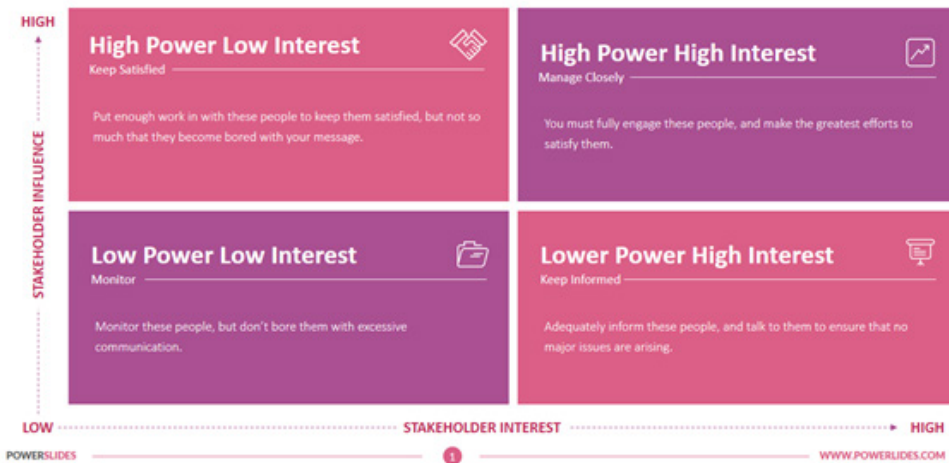 HIGH
High Power Low Interest
Keep Satisfied
Put enough work in with these people to keep them satisfied, but not so
much that they become bored with your message.
High Power High Interest
Manage Closely
You must fully engage these people, and make the greatest efforts to
satisfy them.
STAKEHOLDER INFLUENCE
Low Power Low Interest
Monitor
Monitor these people, but don't bore them with excessive
communication.
Lower Power High Interest
Keep Informed
Adequately inform these people, and talk to them to ensure that no
major issues are arising.
LOW
STAKEHOLDER INTEREST
HIGH
POWERSLIDES
1
WWW.POWERLIDES.COM